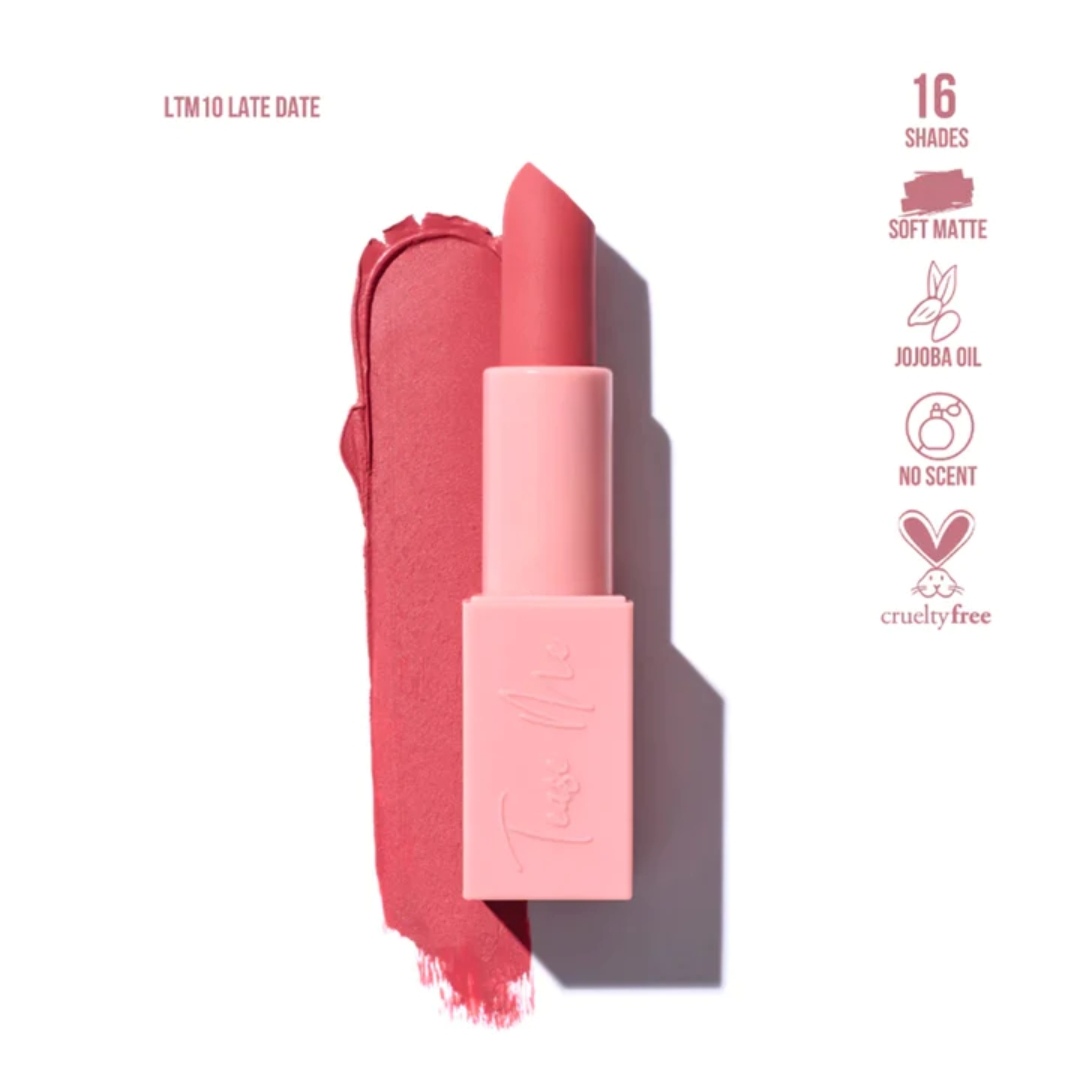 LTM10 LATE DATE
16
SHADES
SOFT MATTE
JOJOBA OIL
NO SCENT
crueltyfree
Tease Me